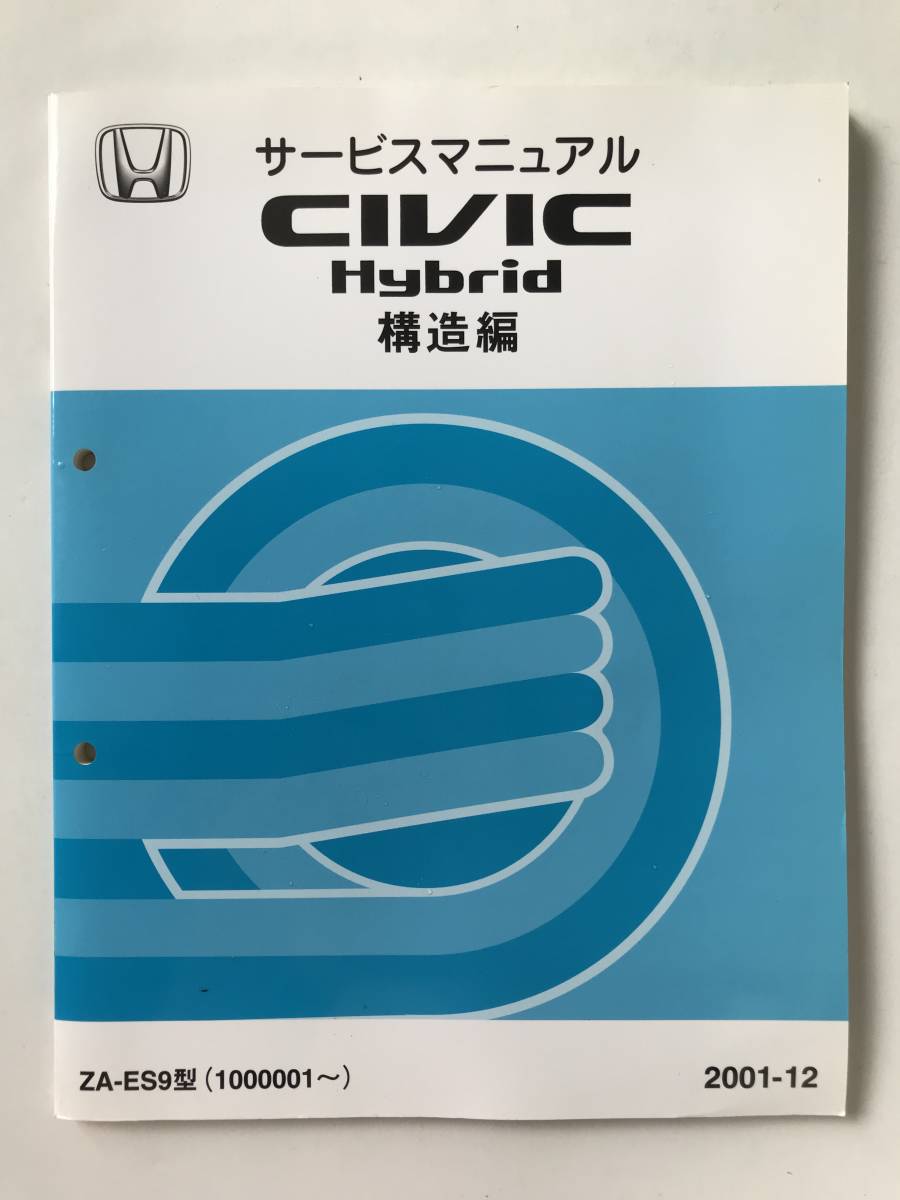 サービスマニュアル
CIVIC
Hybrid
構造編
ZA-ES9型 (1000001〜)
2001-12